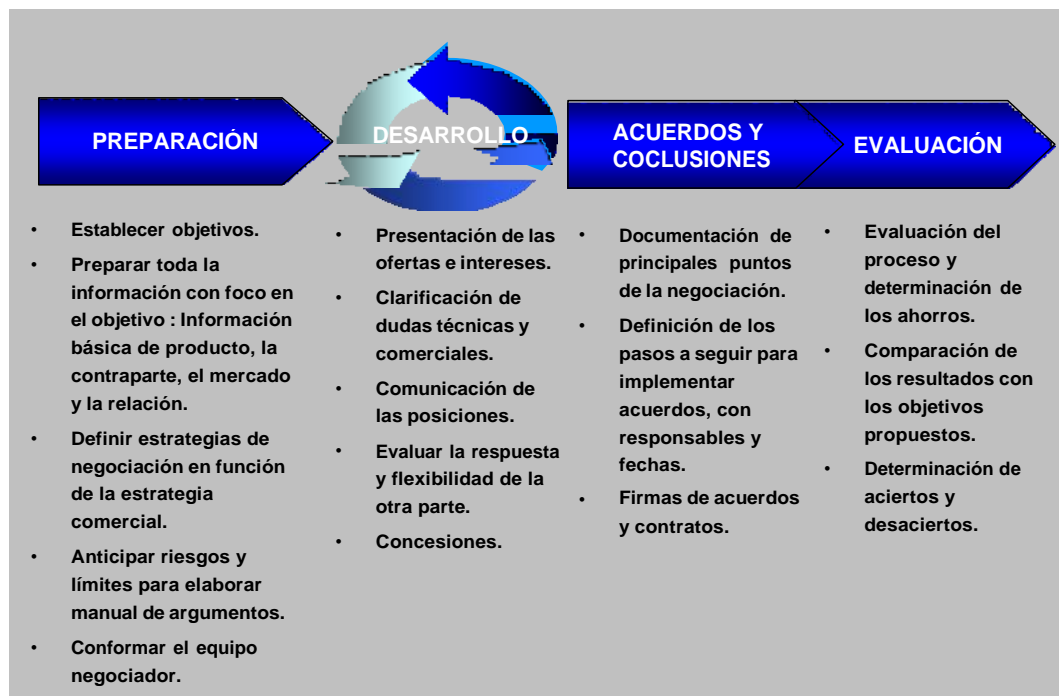 PREPARACIÓN
DESARROLLO
ACUERDOS Y
COCLUSIONES
EVALUACIÓN
• Establecer objetivos.
• Preparar toda la
información con foco en
el objetivo : Información
básica de producto, la
contraparte, el mercado
y la relación.
• Definir estrategias de
negociación en función
de la estrategia
comercial.
• Anticipar riesgos y
límites para elaborar
manual de argumentos.
• Conformar el equipo
negociador.
• Presentación de las
ofertas e intereses.
• Clarificación de
dudas técnicas y
comerciales.
• Comunicación de
las posiciones.
• Evaluar la respuesta
y flexibilidad de la
otra parte.
• Concesiones.
• Documentación de
principales puntos
de la negociación.
• Definición de los
pasos a seguir para
implementar
acuerdos, con
responsables y
fechas.
• Firmas de acuerdos
y contratos.
• Evaluación del
proceso y
determinación de
los ahorros.
• Comparación de
los resultados con
los objetivos
propuestos.
• Determinación de
aciertos y
desaciertos.